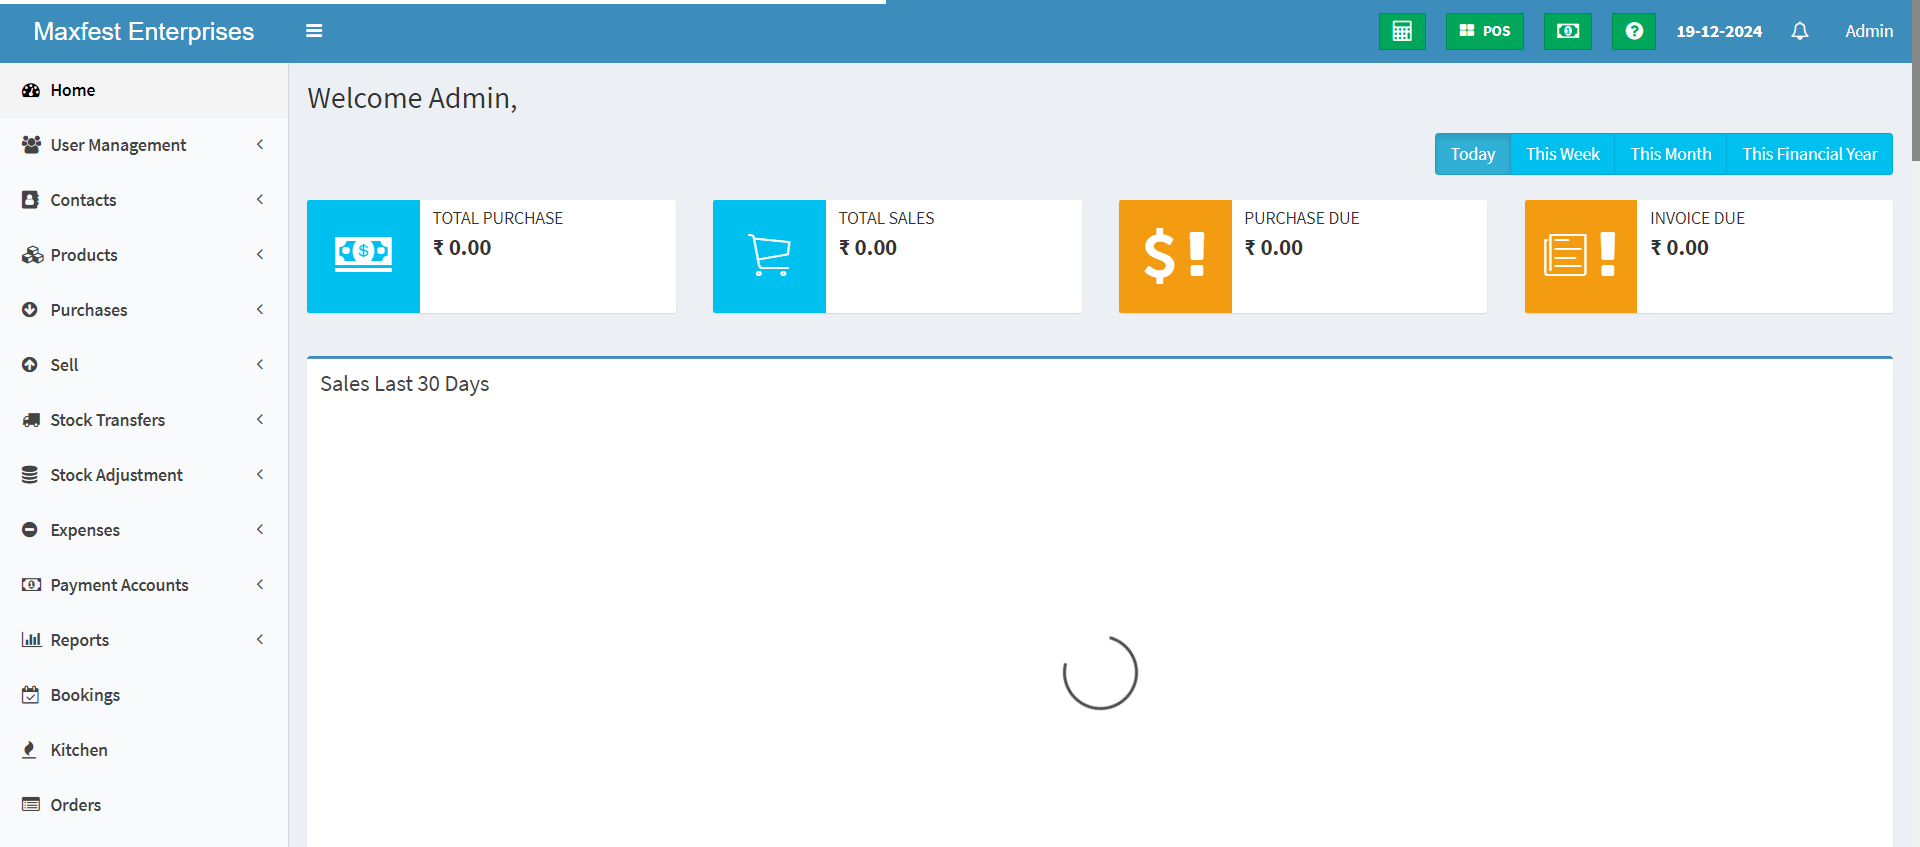 Maxfest Enterprises
POS
19-12-2024
Admin
Home
User Management
Contacts
Products
Purchases
Sell
Stock Transfers
Stock Adjustment
Expenses
Payment Accounts
Reports
Bookings
Kitchen
Orders
Welcome Admin,
Today
This Week
This Month
This Financial Year
TOTAL PURCHASE
₹ 0.00
TOTAL SALES
₹ 0.00
PURCHASE DUE
₹ 0.00
INVOICE DUE
₹ 0.00
Sales Last 30 Days